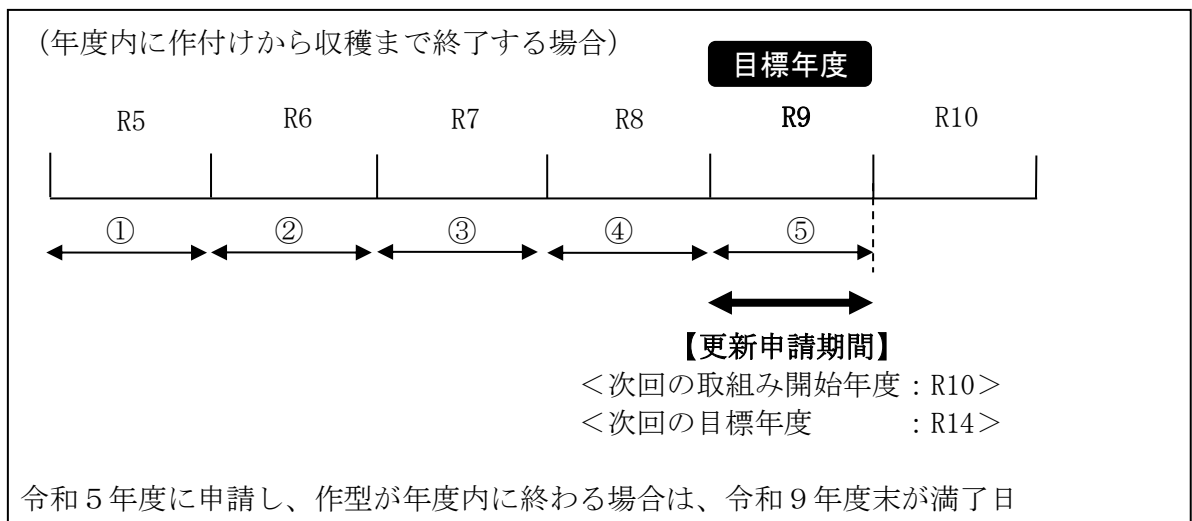 （年度内に作付けから収穫まで終了する場合）
目標年度
R5 R6 R7 R8 R9 R10
① ② ③ ④ ⑤
【更新申請期間】
＜次回の取組み開始年度：R10＞
＜次回の目標年度　　　：R14＞
令和５年度に申請し、作型が年度内に終わる場合は、令和９年度末が満了日